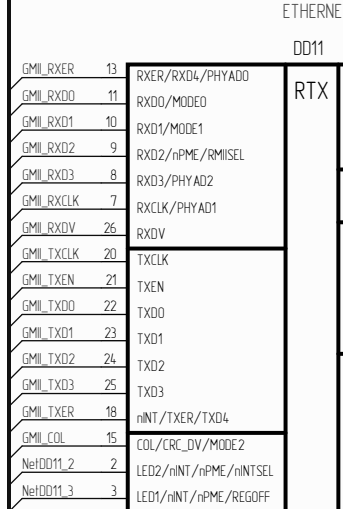 ETHERNE
DD11
RTX
GMII_RXER 13 RXER/RXD4/PHYAD0
GMII_RXD0 11 RXD0/MODE0
GMII_RXD1 10 RXD1/MODE1
GMII_RXD2 9 RXD2/nPME/RMIISEL
GMII_RXD3 8 RXD3/PHYAD2
GMII_RXCLK 7 RXCLK/PHYAD1
GMII_RXDV 26 RXDV
GMII_TXCLK 20 TXCLK
GMII_TXEN 21 TXEN
GMII_TXD0 22 TXD0
GMII_TXD1 23 TXD1
GMII_TXD2 24 TXD2
GMII_TXD3 25 TXD3
GMII_TXER 18 nINT/TXER/TXD4
GMII_COL 15 COL/CRC_DV/MODE2
NetDD11_2 2 LED2/nINT/nPME/nINTSEL
NetDD11_3 3 LED1/nINT/nPME/REGOFF